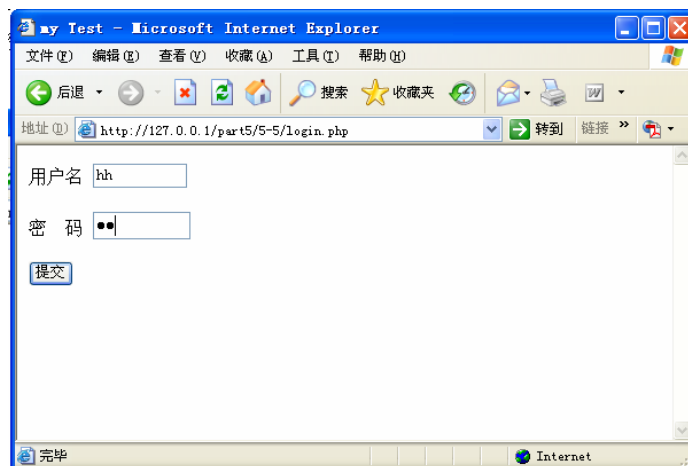 my Test - Microsoft Internet Explorer
文件(F) 编辑(E) 查看(V) 收藏(A) 工具(T) 帮助(H)
后退 搜索 收藏夹
地址(D) http://127.0.0.1/part5/5-5/login.php 转到 链接 »
用户名 hh
密 码 ●●
提交
完毕 Internet